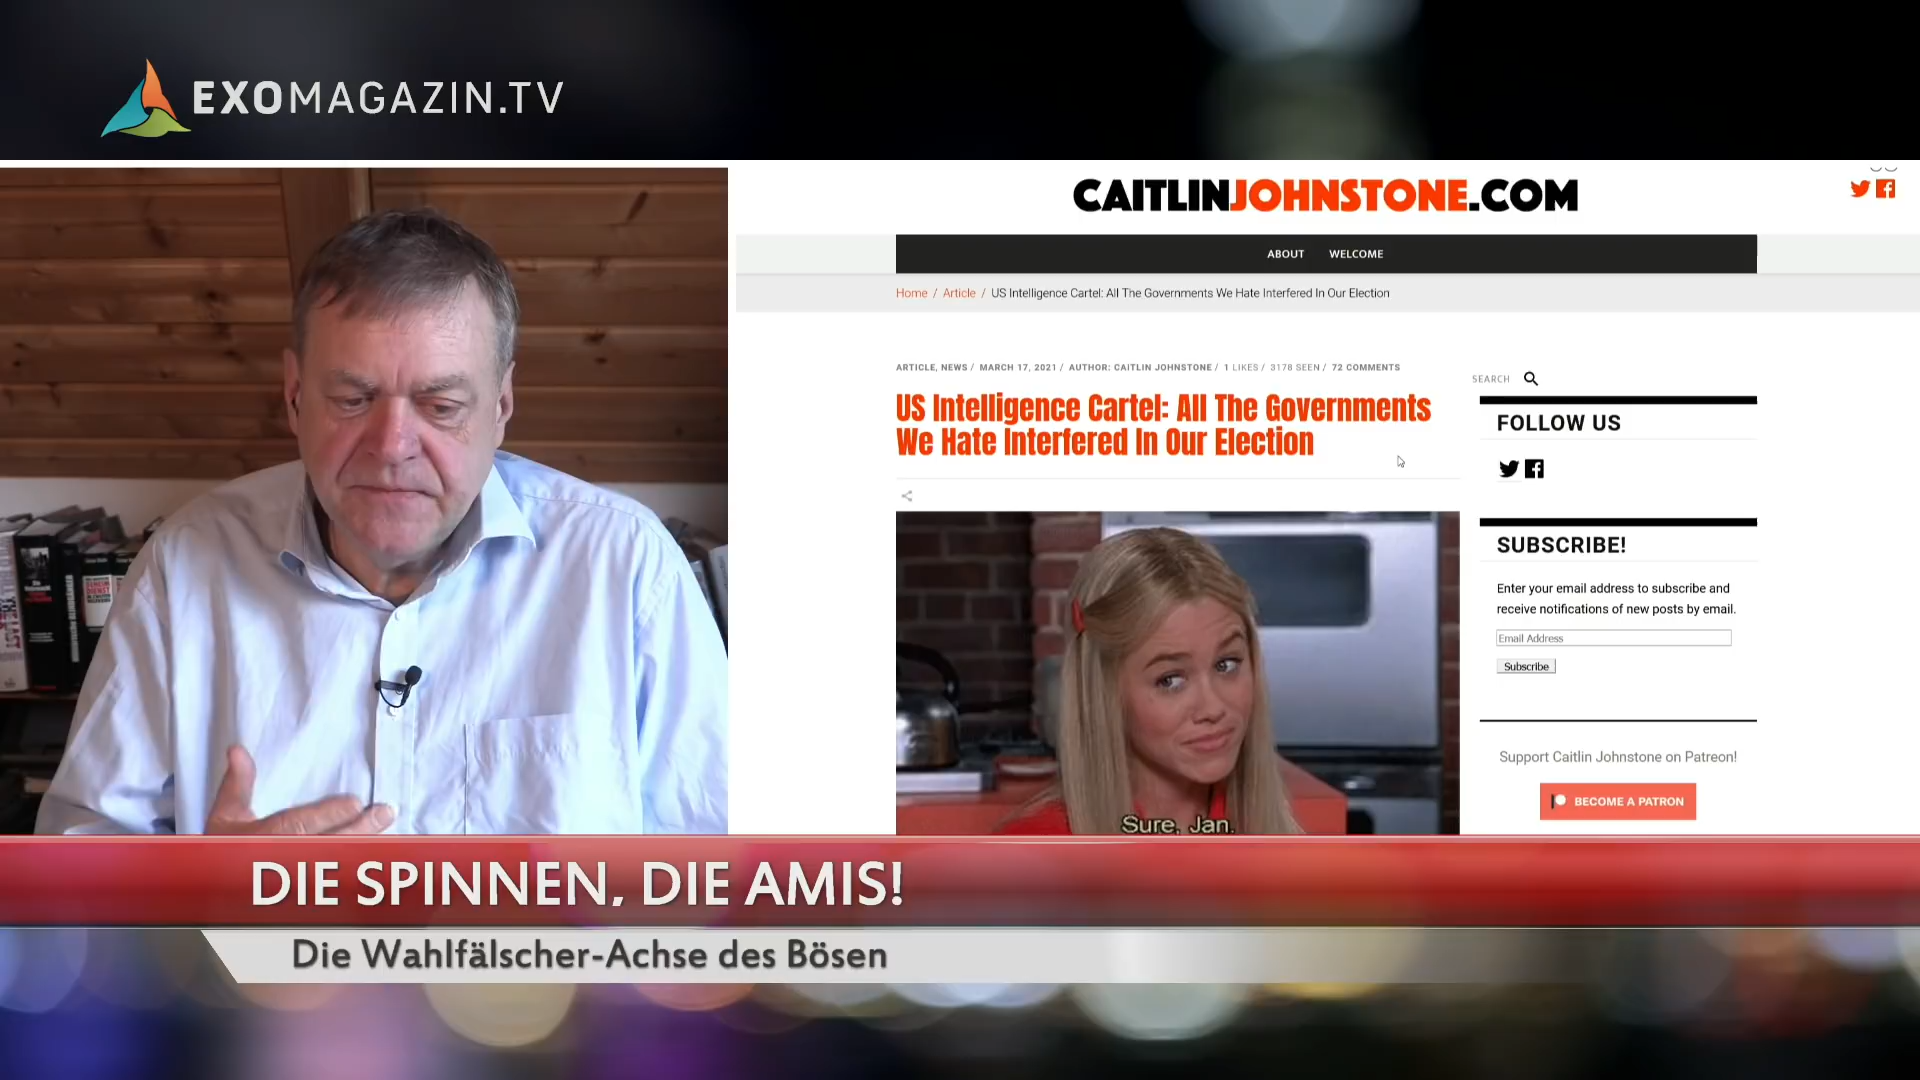 EXOMAGAZIN.TV
CAITLINJOHNSTONE.COM
ABOUT WELCOME
Home / Article / US Intelligence Cartel: All The Governments We Hate Interfered In Our Election
ARTICLE, NEWS / MARCH 17, 2021 / AUTHOR: CAITLIN JOHNSTONE / 1 LIKES / 3178 SEEN / 72 COMMENTS
US Intelligence Cartel: All The Governments
We Hate Interfered In Our Election
SEARCH
FOLLOW US
SUBSCRIBE!
Enter your email address to subscribe and
receive notifications of new posts by email.
Email Address
Subscribe
Support Caitlin Johnstone on Patreon!
BECOME A PATRON
Sure, Jan.
DIE SPINNEN, DIE AMIS!
Die Wahlfälscher-Achse des Bösen